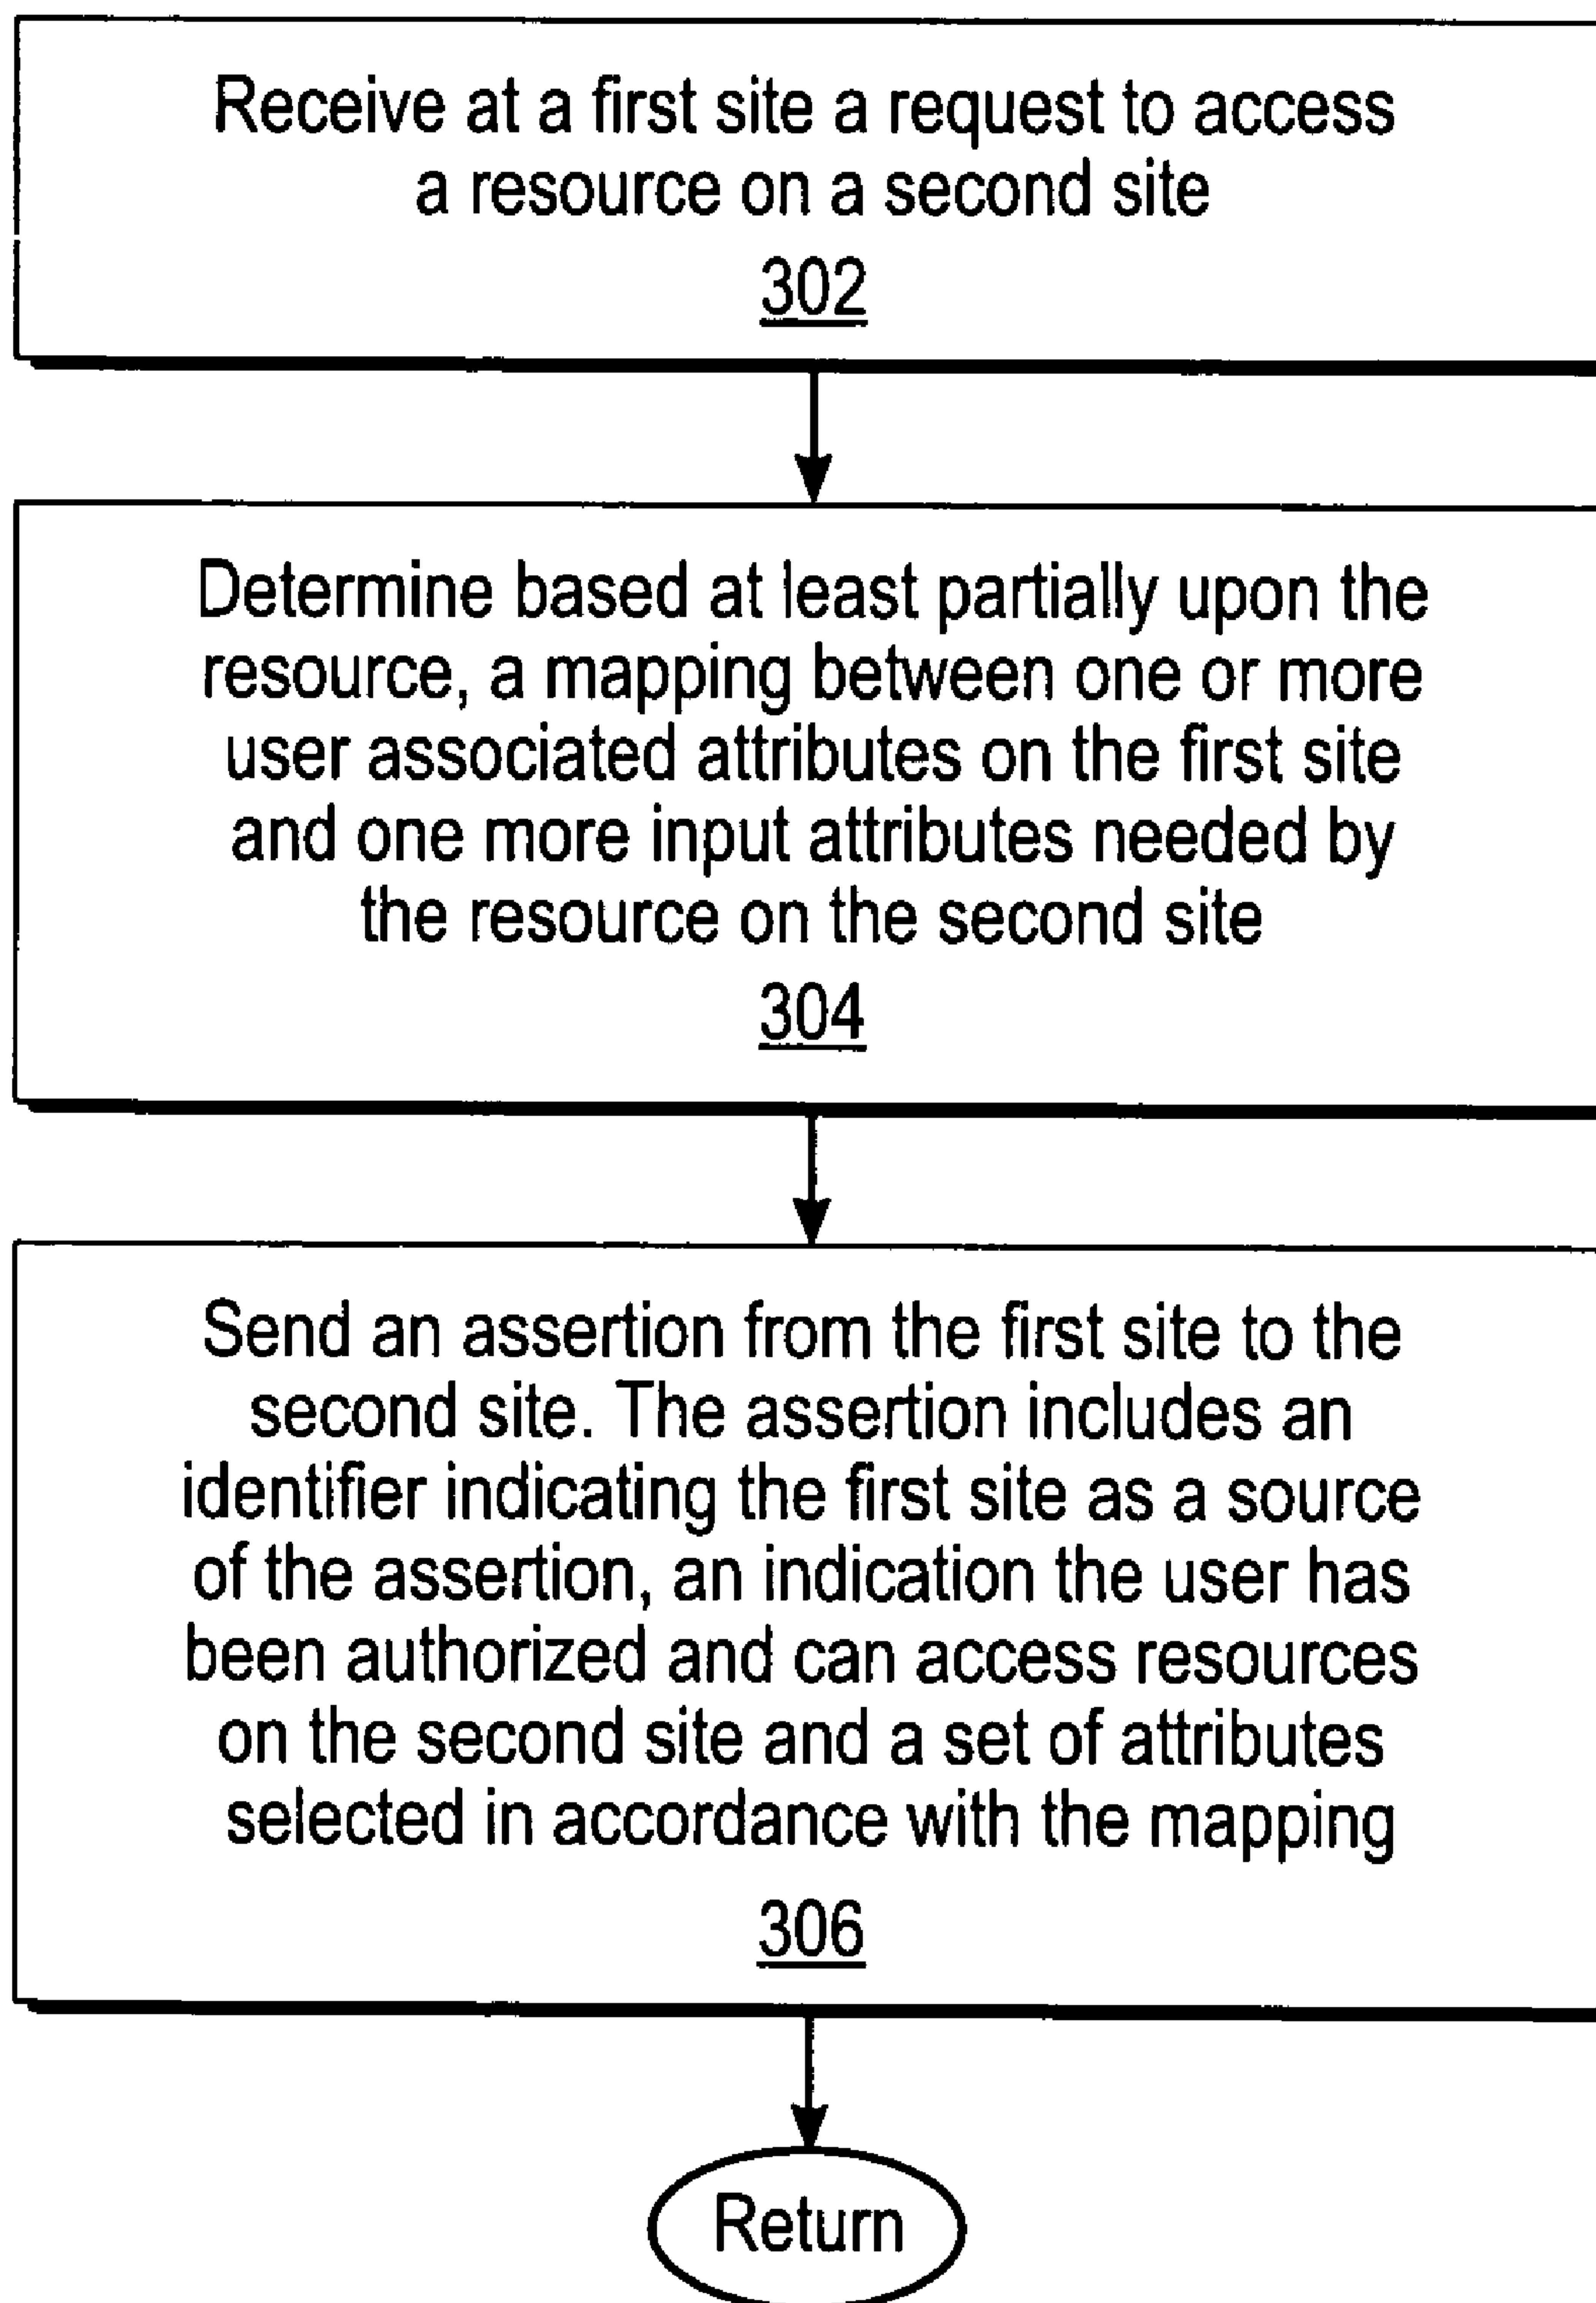 Receive at a first site a request to access
a resource on a second site
302
Determine based at least partially upon the
resource, a mapping between one or more
user associated attributes on the first site
and one more input attributes needed by
the resource on the second site
304
Send an assertion from the first site to the
second site. The assertion includes an
identifier indicating the first site as a source
of the assertion, an indication the user has
been authorized and can access resources
on the second site and a set of attributes
selected in accordance with the mapping
306
Return